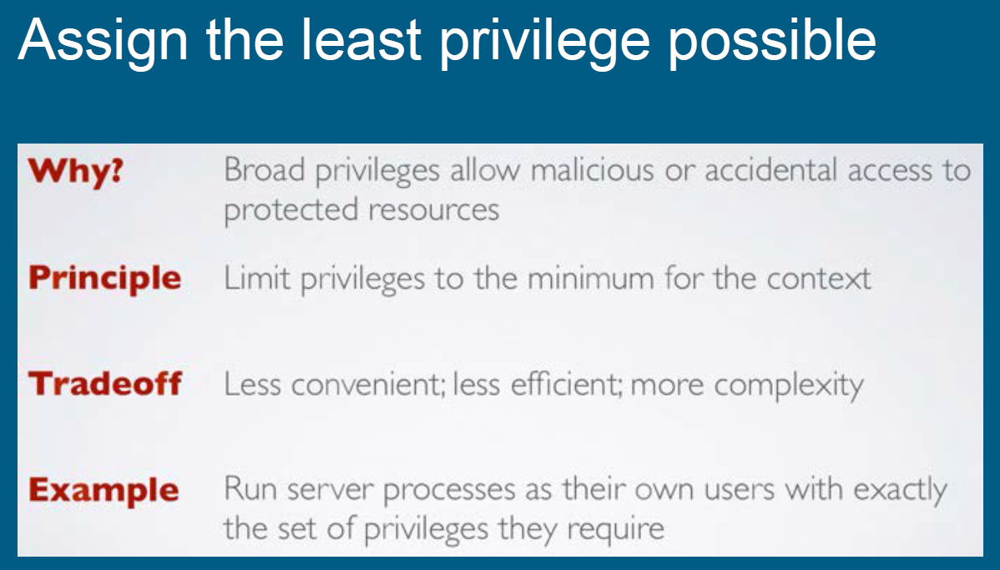 Assign the least privilege possible
Why? Broad privileges allow malicious or accidental access to
protected resources
Principle Limit privileges to the minimum for the context
Tradeoff Less convenient; less efficient; more complexity
Example Run server processes as their own users with exactly
the set of privileges they require